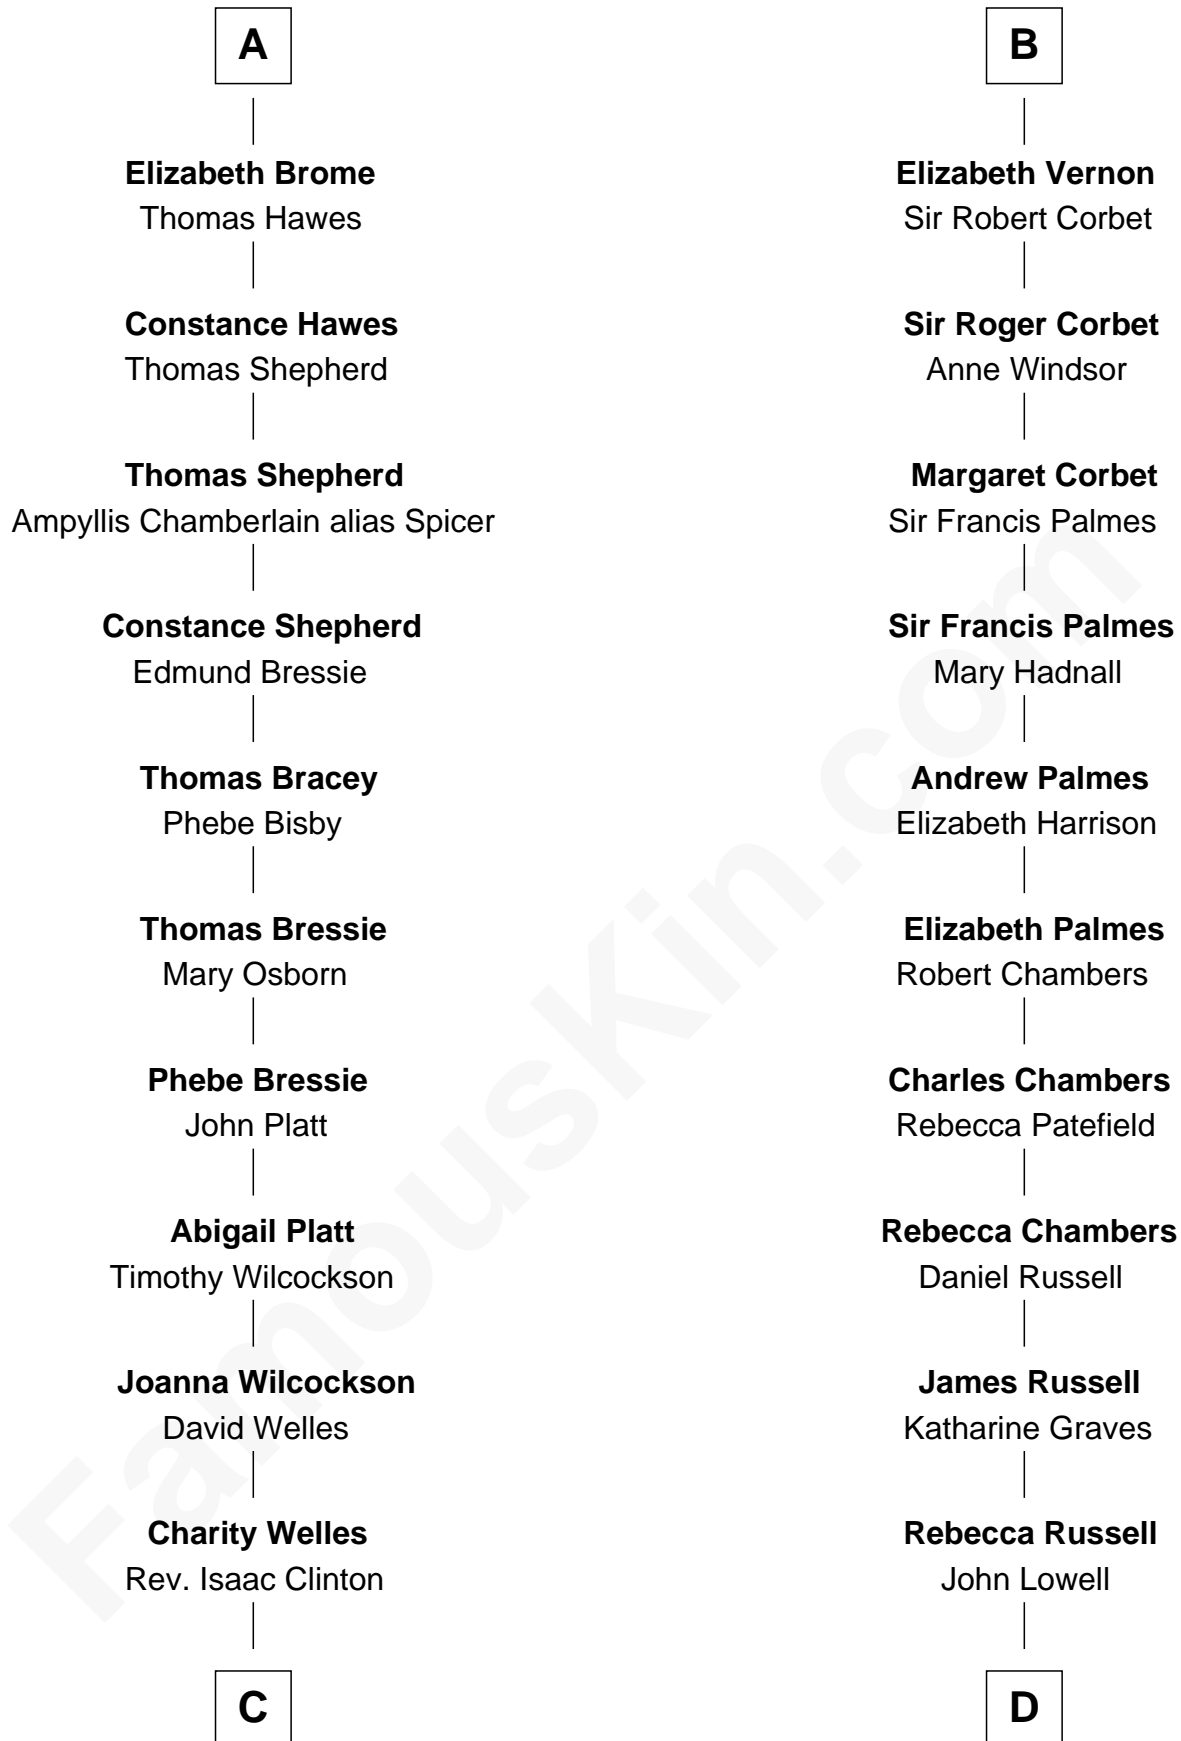 A
Elizabeth Brome
Thomas Hawes
Constance Hawes
Thomas Shepherd
Thomas Shepherd
Ampyllis Chamberlain alias Spicer
Constance Shepherd
Edmund Bressie
Thomas Bracey
Phebe Bisby
Thomas Bressie
Mary Osborn
Phebe Bressie
John Platt
Abigail Platt
Timothy Wilcockson
Joanna Wilcockson
David Welles
Charity Welles
Rev. Isaac Clinton
C
B
Elizabeth Vernon
Sir Robert Corbet
Sir Roger Corbet
Anne Windsor
Margaret Corbet
Sir Francis Palmes
Sir Francis Palmes
Mary Hadnall
Andrew Palmes
Elizabeth Harrison
Elizabeth Palmes
Robert Chambers
Charles Chambers
Rebecca Patefield
Rebecca Chambers
Daniel Russell
James Russell
Katharine Graves
Rebecca Russell
John Lowell
D
FamousKin.com